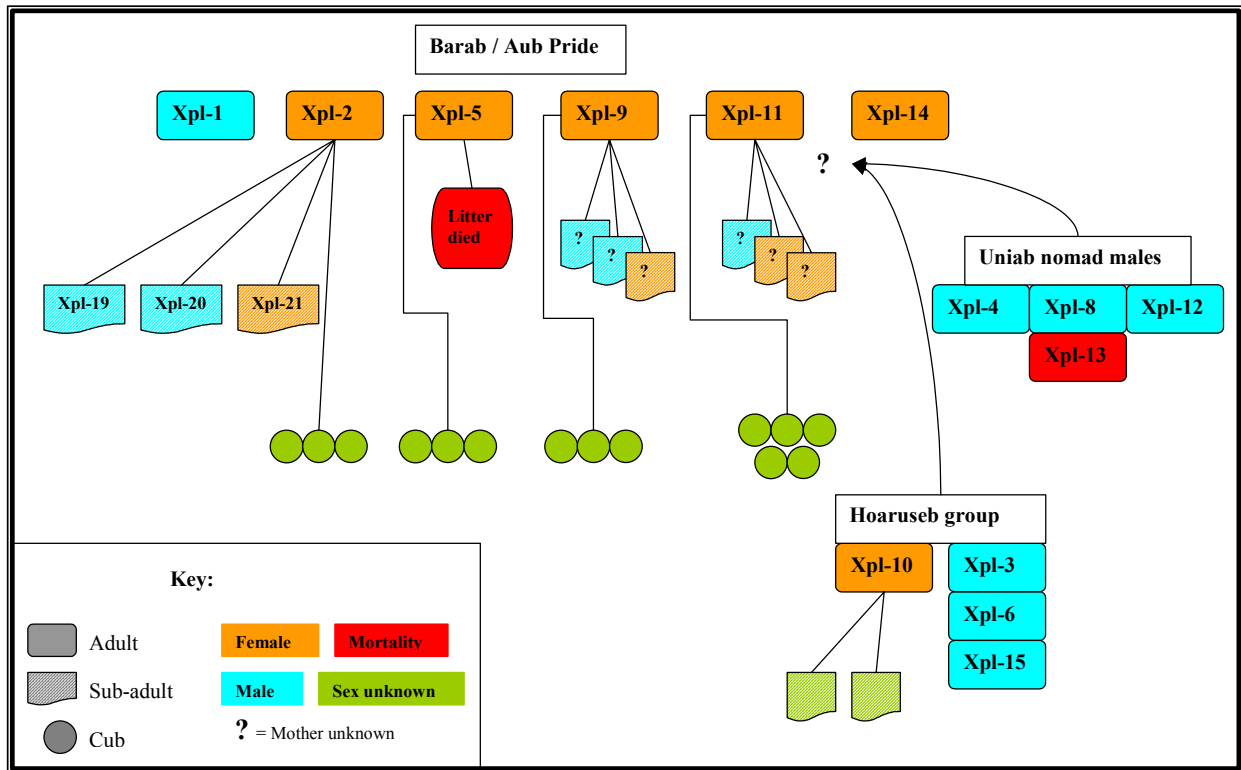 Barab / Aub Pride
Xpl-1
Xpl-2
Xpl-5
Xpl-9
Xpl-11
Xpl-14
?
Litter
died
?
?
?
?
?
?
Uniab nomad males
Xpl-19
Xpl-20
Xpl-21
Xpl-4
Xpl-8
Xpl-12
Xpl-13
Hoaruseb group
Xpl-10
Xpl-3
Xpl-6
Xpl-15
Key:
Adult
Female
Mortality
Sub-adult
Male
Sex unknown
Cub
? = Mother unknown